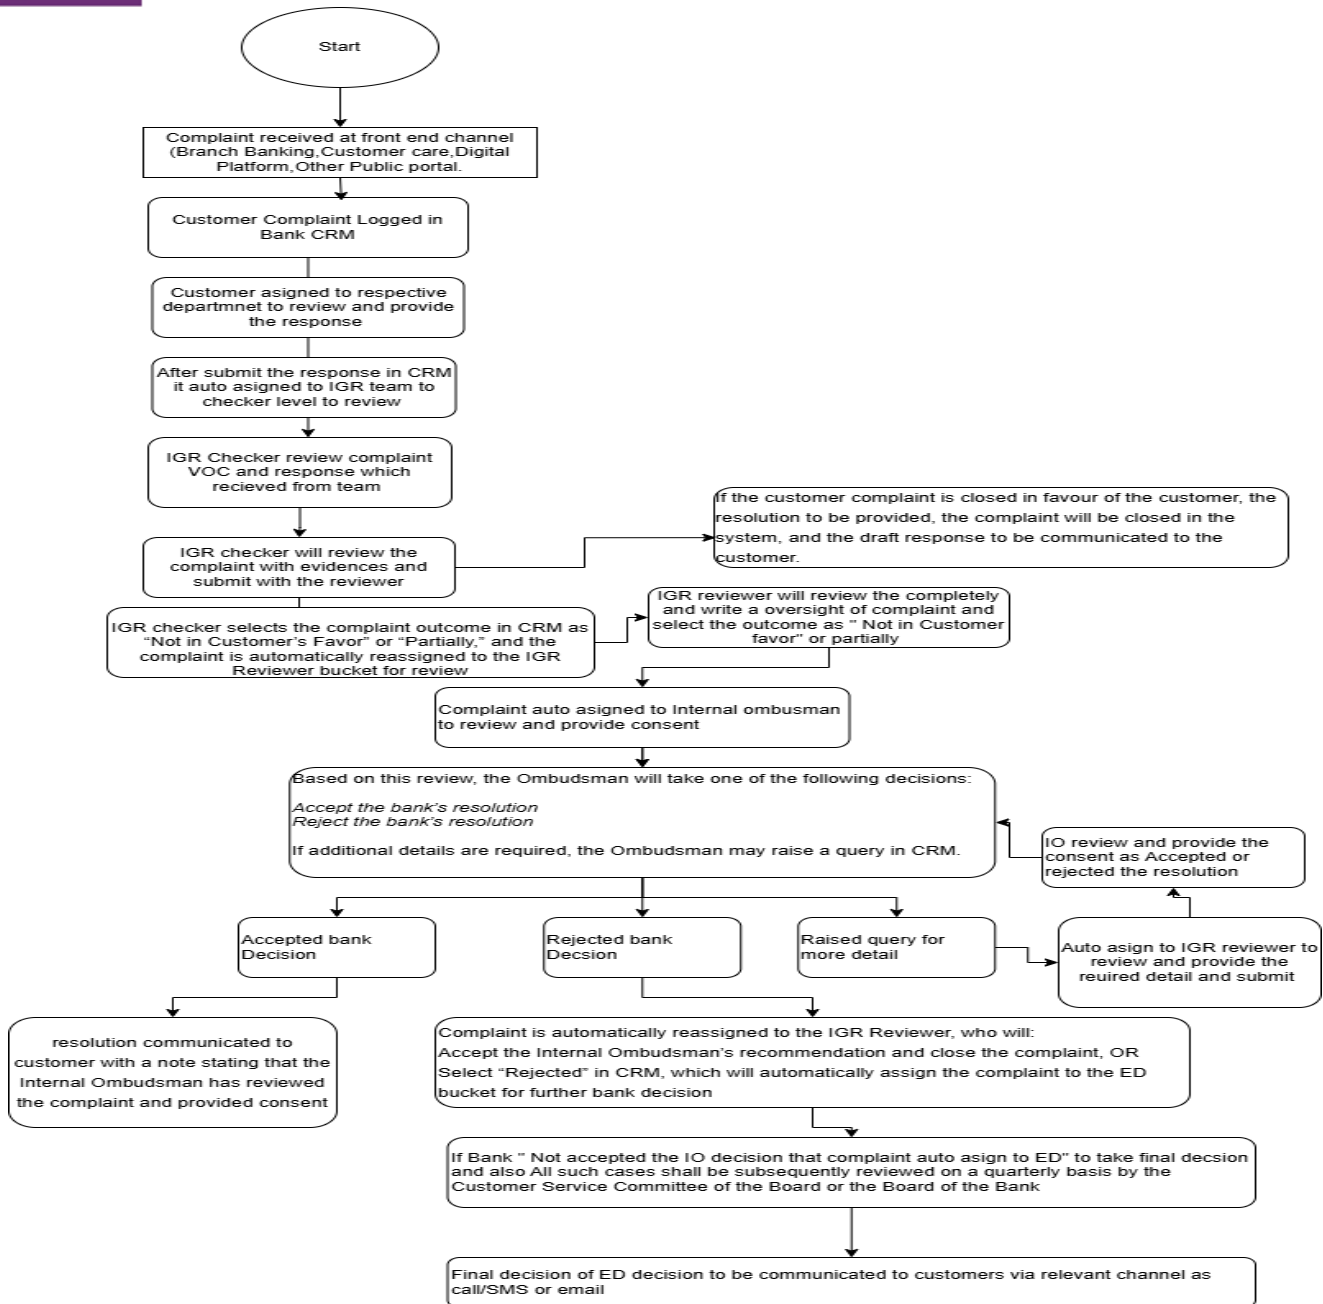 Start
Complaint received at front end channel
(Branch Banking,Customer care,Digital
Platform,Other Public portal.
Customer Complaint Logged in
Bank CRM
Customer asigned to respective
departmnet to review and provide
the response
After submit the response in CRM
it auto asigned to IGR team to
checker level to review
IGR Checker review complaint
VOC and response which
recieved from team
IGR checker will review the
complaint with evidences and
submit with the reviewer
If the customer complaint is closed in favour of the customer, the
resolution to be provided, the complaint will be closed in the
system, and the draft response to be communicated to the
customer.
IGR checker selects the complaint outcome in CRM as
“Not in Customer’s Favor” or “Partially,” and the
complaint is automatically reassigned to the IGR
Reviewer bucket for review
IGR reviewer will review the completely
and write a oversight of complaint and
select the outcome as " Not in Customer
favor" or partially
Complaint auto asigned to Internal ombusman
to review and provide consent
Based on this review, the Ombudsman will take one of the following decisions:
Accept the bank’s resolution
Reject the bank’s resolution
If additional details are required, the Ombudsman may raise a query in CRM.
IO review and provide the
consent as Accepted or
rejected the resolution
Accepted bank
Decision
Rejected bank
Decsion
Raised query for
more detail
Auto asign to IGR reviewer to
review and provide the
reuired detail and submit
resolution communicated to
customer with a note stating that the
Internal Ombudsman has reviewed
the complaint and provided consent
Complaint is automatically reassigned to the IGR Reviewer, who will:
Accept the Internal Ombudsman’s recommendation and close the complaint, OR
Select “Rejected” in CRM, which will automatically assign the complaint to the ED
bucket for further bank decision
If Bank " Not accepted the IO decision that complaint auto asign to ED" to take final decsion
and also All such cases shall be subsequently reviewed on a quarterly basis by the
Customer Service Committee of the Board or the Board of the Bank
Final decision of ED decision to be communicated to customers via relevant channel as
call/SMS or email